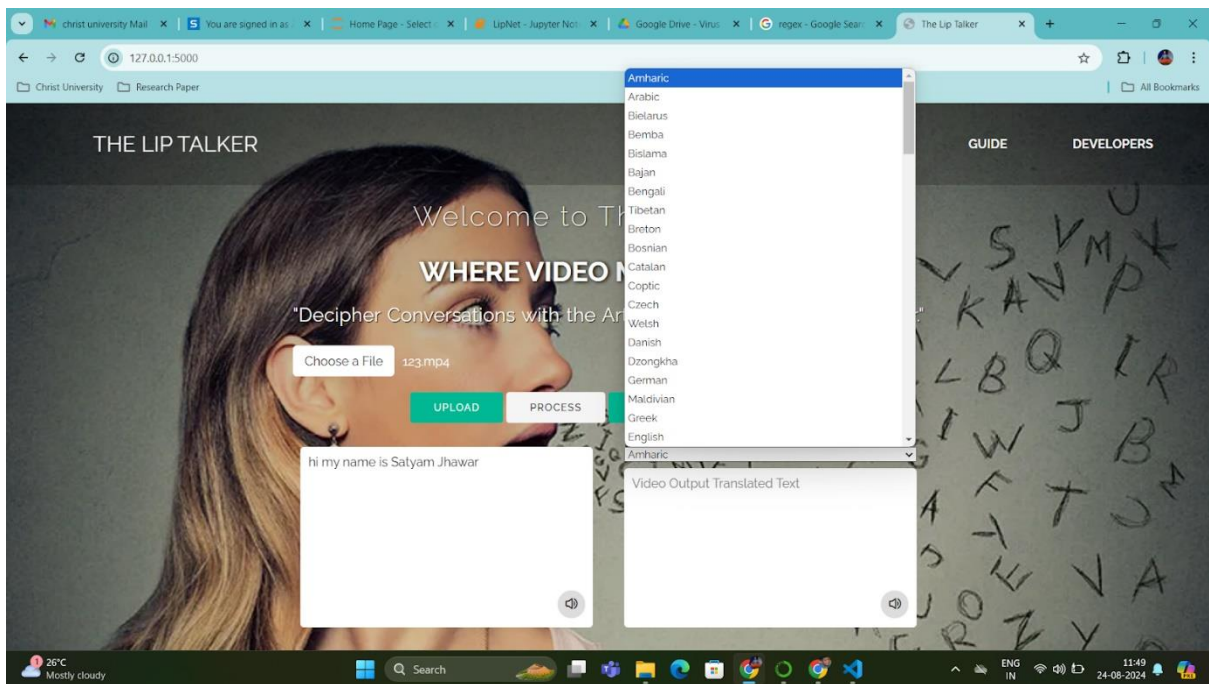 christ university Mail
You are signed in as
Home Page - Select
LipNet - Jupyter Not
Google Drive - Virus
regex - Google Sear
The Lip Talker
127.0.0.1:5000
Christ University
Research Paper
All Bookmarks
THE LIP TALKER
GUIDE
DEVELOPERS
Welcome to Th
WHERE VIDEO
"Decipher Conversations with the Ar
Choose a File
123.mp4
UPLOAD
PROCESS
Amharic
Arabic
Bielarus
Bemba
Bislama
Bajan
Bengali
Tibetan
Breton
Bosnian
Catalan
Coptic
Czech
Welsh
Danish
Dzongkha
German
Maldivian
Greek
English
Amharic
hi my name is Satyam Jhawar
Video Output Translated Text
26°C
Mostly cloudy
Search
ENG
IN
11:49
24-08-2024